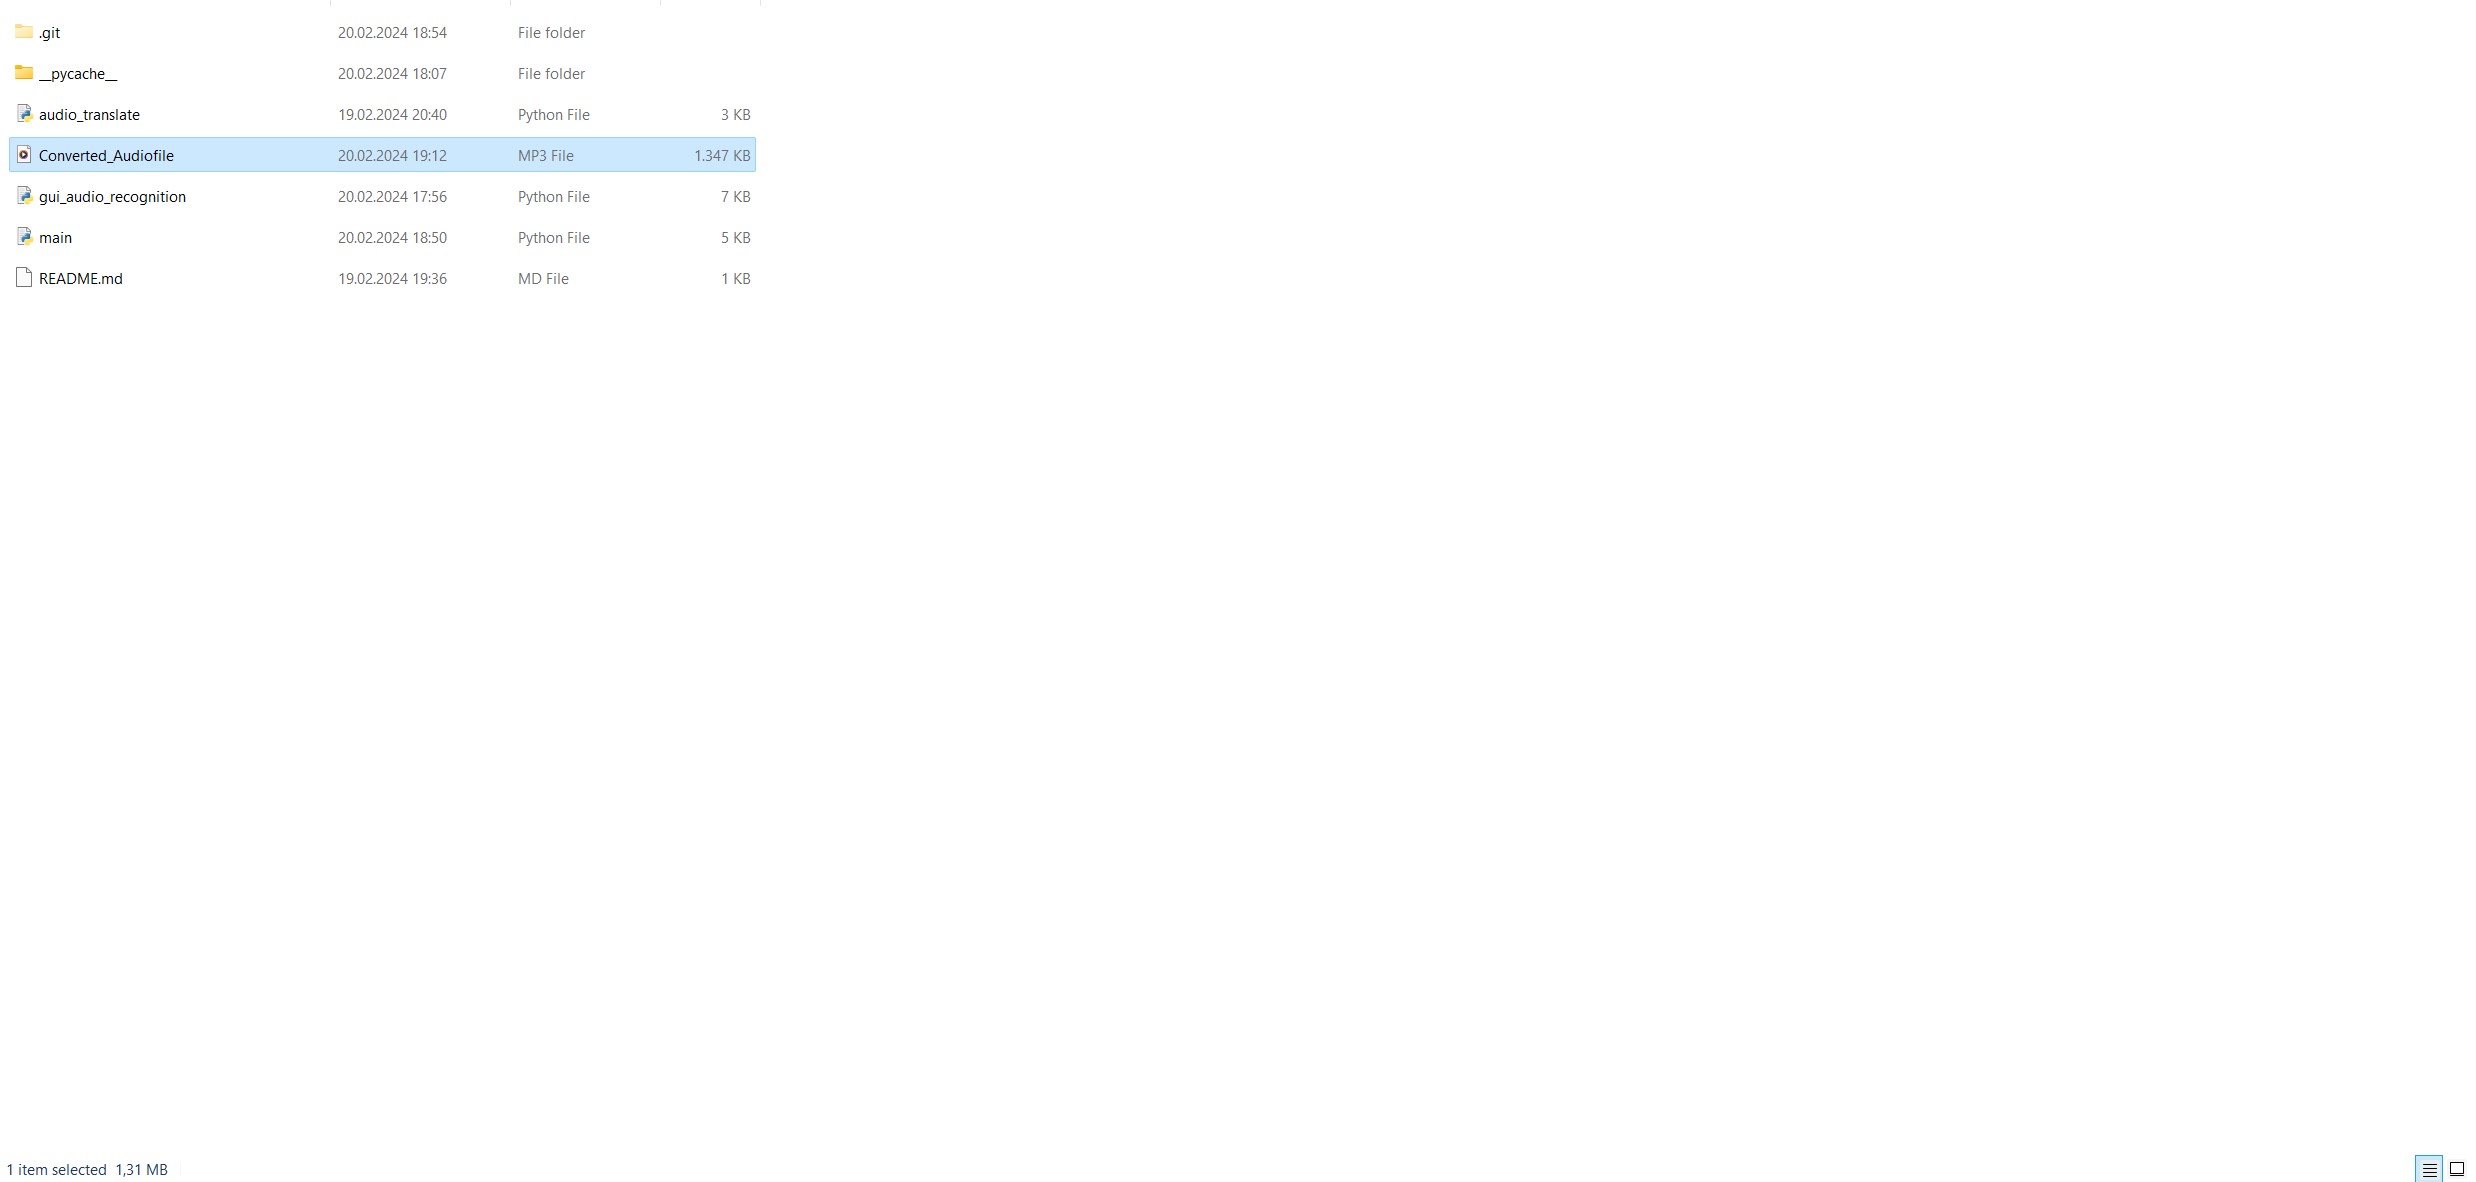 .git 20.02.2024 18:54 File folder
__pycache__ 20.02.2024 18:07 File folder
audio_translate 19.02.2024 20:40 Python File 3 KB
Converted_Audiofile 20.02.2024 19:12 MP3 File 1.347 KB
gui_audio_recognition 20.02.2024 17:56 Python File 7 KB
main 20.02.2024 18:50 Python File 5 KB
README.md 19.02.2024 19:36 MD File 1 KB
1 item selected 1,31 MB